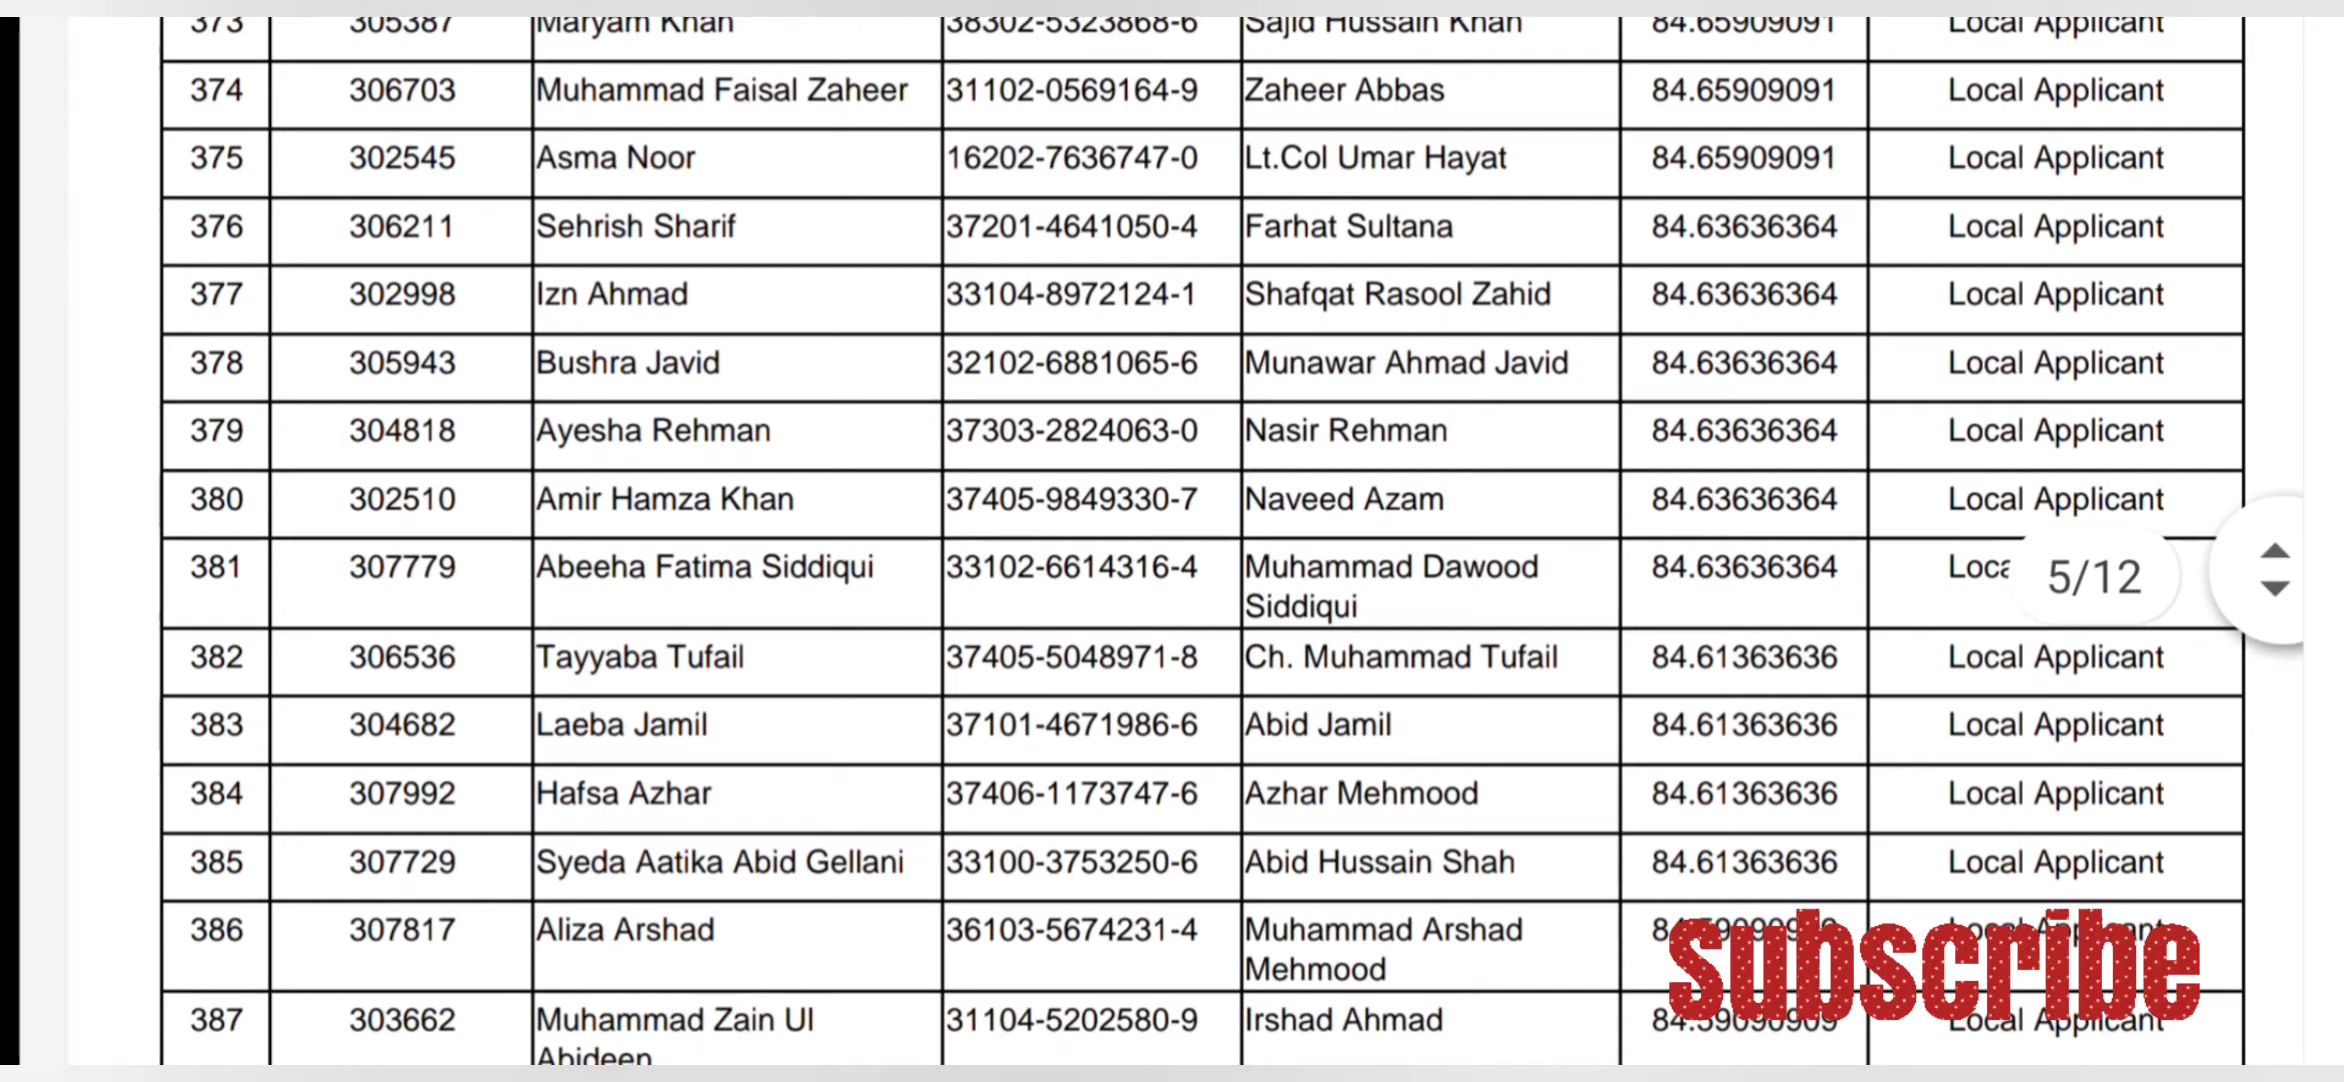 373 305387 Maryam Khan 38302-5323868-6 Sajid Hussain Khan 84.65909091 Local Applicant
374 306703 Muhammad Faisal Zaheer 31102-0569164-9 Zaheer Abbas 84.65909091 Local Applicant
375 302545 Asma Noor 16202-7636747-0 Lt.Col Umar Hayat 84.65909091 Local Applicant
376 306211 Sehrish Sharif 37201-4641050-4 Farhat Sultana 84.63636364 Local Applicant
377 302998 Izn Ahmad 33104-8972124-1 Shafqat Rasool Zahid 84.63636364 Local Applicant
378 305943 Bushra Javid 32102-6881065-6 Munawar Ahmad Javid 84.63636364 Local Applicant
379 304818 Ayesha Rehman 37303-2824063-0 Nasir Rehman 84.63636364 Local Applicant
380 302510 Amir Hamza Khan 37405-9849330-7 Naveed Azam 84.63636364 Local Applicant
381 307779 Abeeha Fatima Siddiqui 33102-6614316-4 Muhammad Dawood 84.63636364 5/12
Siddiqui
382 306536 Tayyaba Tufail 37405-5048971-8 Ch. Muhammad Tufail 84.61363636 Local Applicant
383 304682 Laeba Jamil 37101-4671986-6 Abid Jamil 84.61363636 Local Applicant
384 307992 Hafsa Azhar 37406-1173747-6 Azhar Mehmood 84.61363636 Local Applicant
385 307729 Syeda Aatika Abid Gellani 33100-3753250-6 Abid Hussain Shah 84.61363636 Local Applicant
386 307817 Aliza Arshad 36103-5674231-4 Muhammad Arshad
Mehmood
subscribe
387 303662 Muhammad Zain Ul 31104-5202580-9 Irshad Ahmad 84.59090909 Local Applicant
Abideen